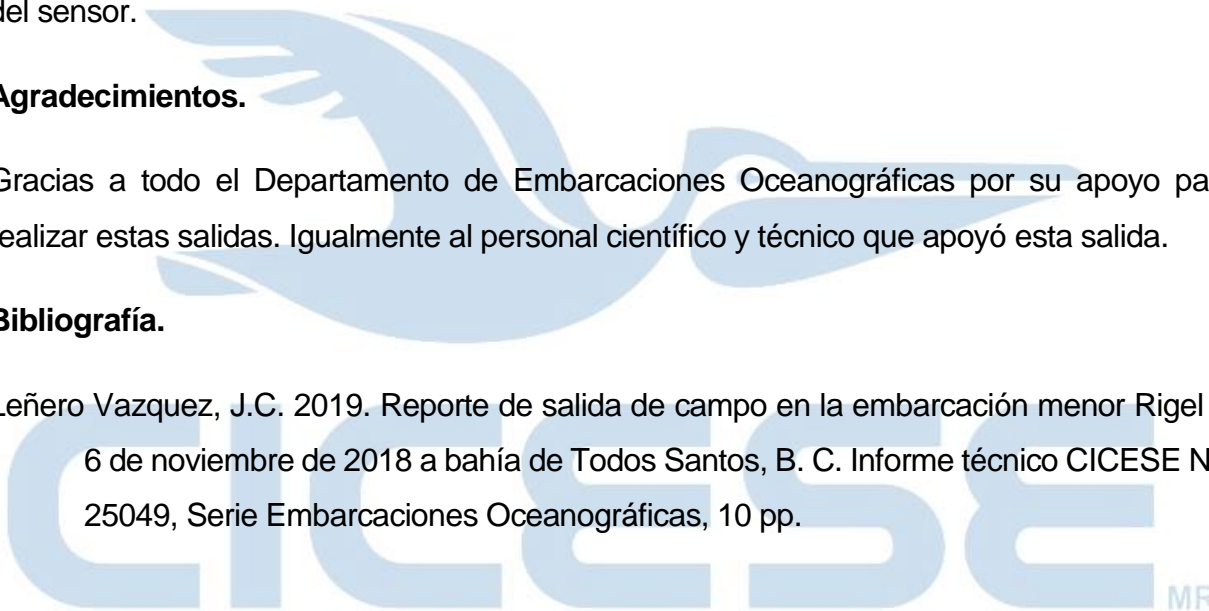 del sensor.
Agradecimientos.
Gracias a todo el Departamento de Embarcaciones Oceanográficas por su apoyo pa
realizar estas salidas. Igualmente al personal científico y técnico que apoyó esta salida.
Bibliografía.
Leñero Vazquez, J.C. 2019. Reporte de salida de campo en la embarcación menor Rigel
6 de noviembre de 2018 a bahía de Todos Santos, B. C. Informe técnico CICESE N
25049, Serie Embarcaciones Oceanográficas, 10 pp.
CICESE
MR